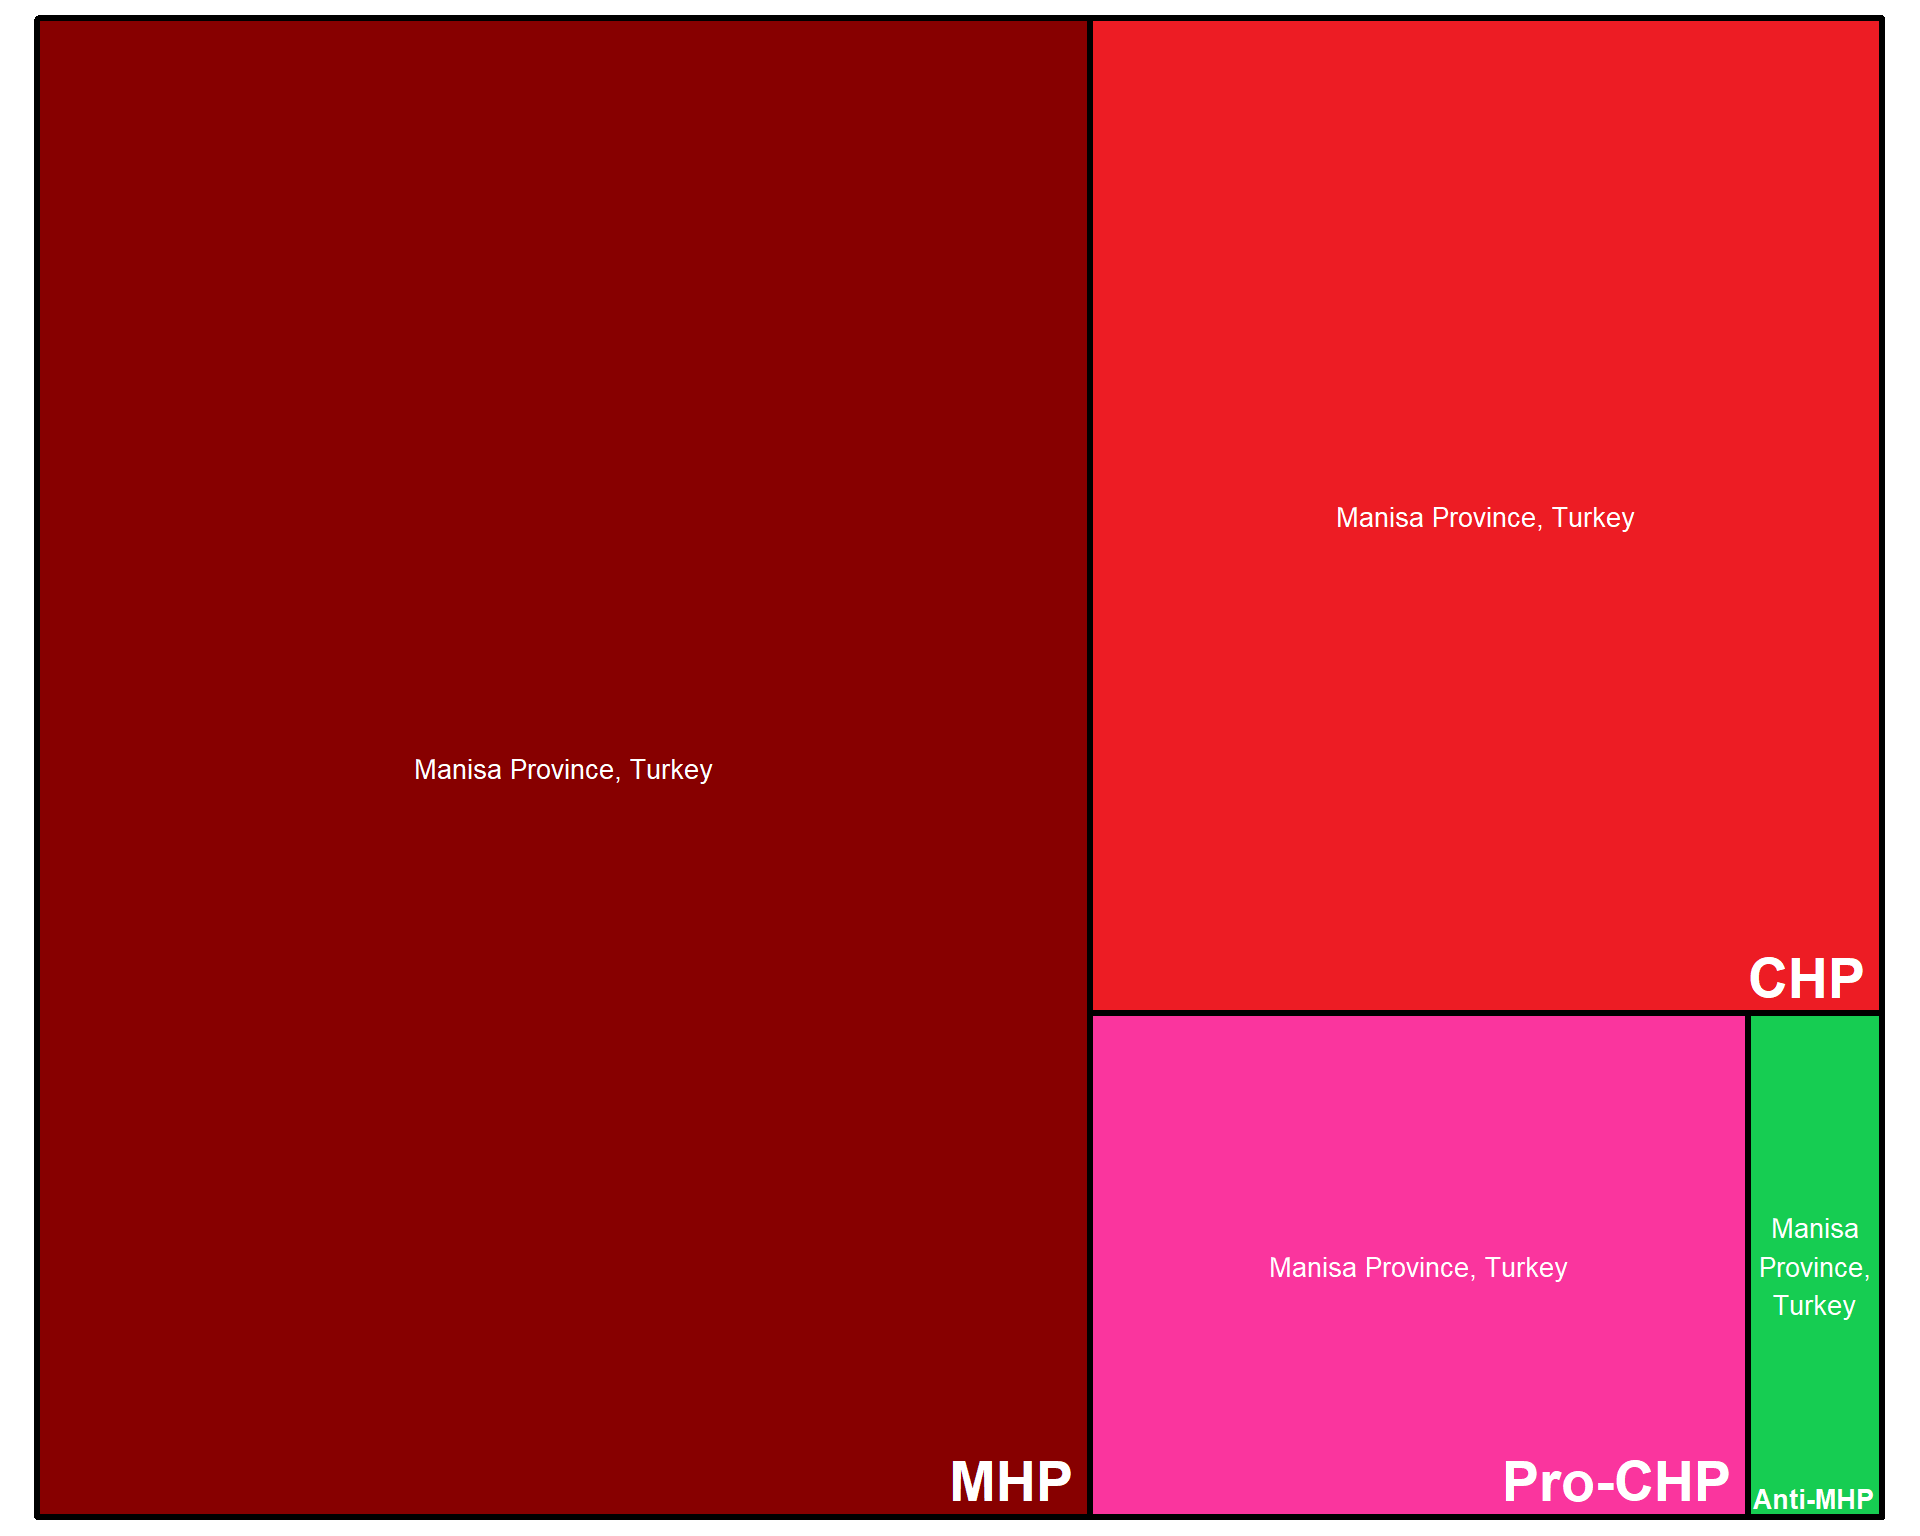 Manisa Province, Turkey
MHP
Manisa Province, Turkey
CHP
Manisa Province, Turkey
Pro-CHP
Manisa
Province,
Turkey
Anti-MHP